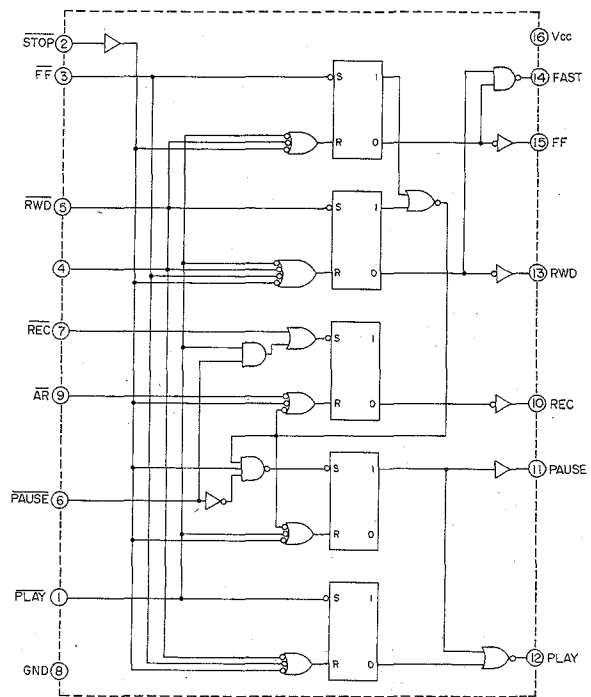 STOP 2
16 Vcc
FF 3
S 1
14 FAST
R 0
15 FF
RWD 5
S 1
4
R 0
13 RWD
REC 7
S 1
AR 9
R 0
10 REC
S 1
11 PAUSE
PAUSE 6
R 0
PLAY 1
S 1
GND 8
R 0
12 PLAY